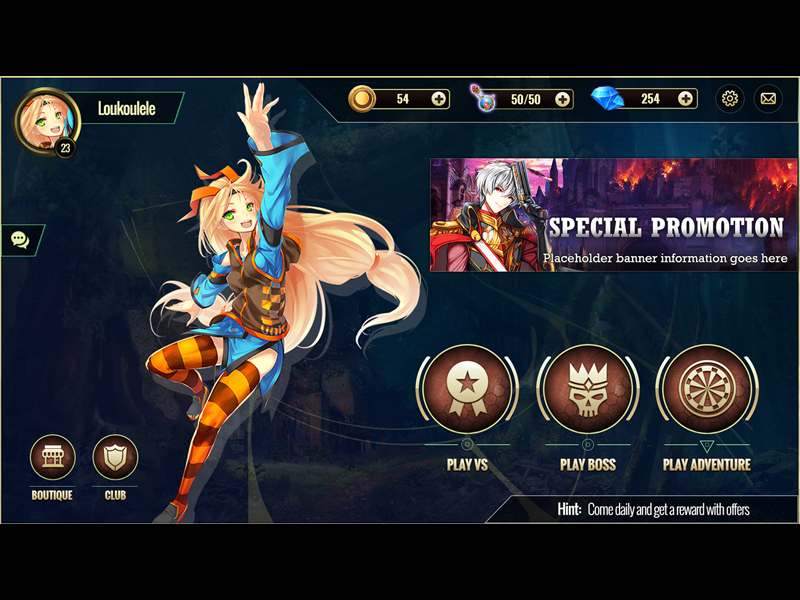 Loukoulele
23
54
50/50
254
SPECIAL PROMOTION
Placeholder banner information goes here
PLAY VS
PLAY BOSS
PLAY ADVENTURE
BOUTIQUE
CLUB
Hint: Come daily and get a reward with offers